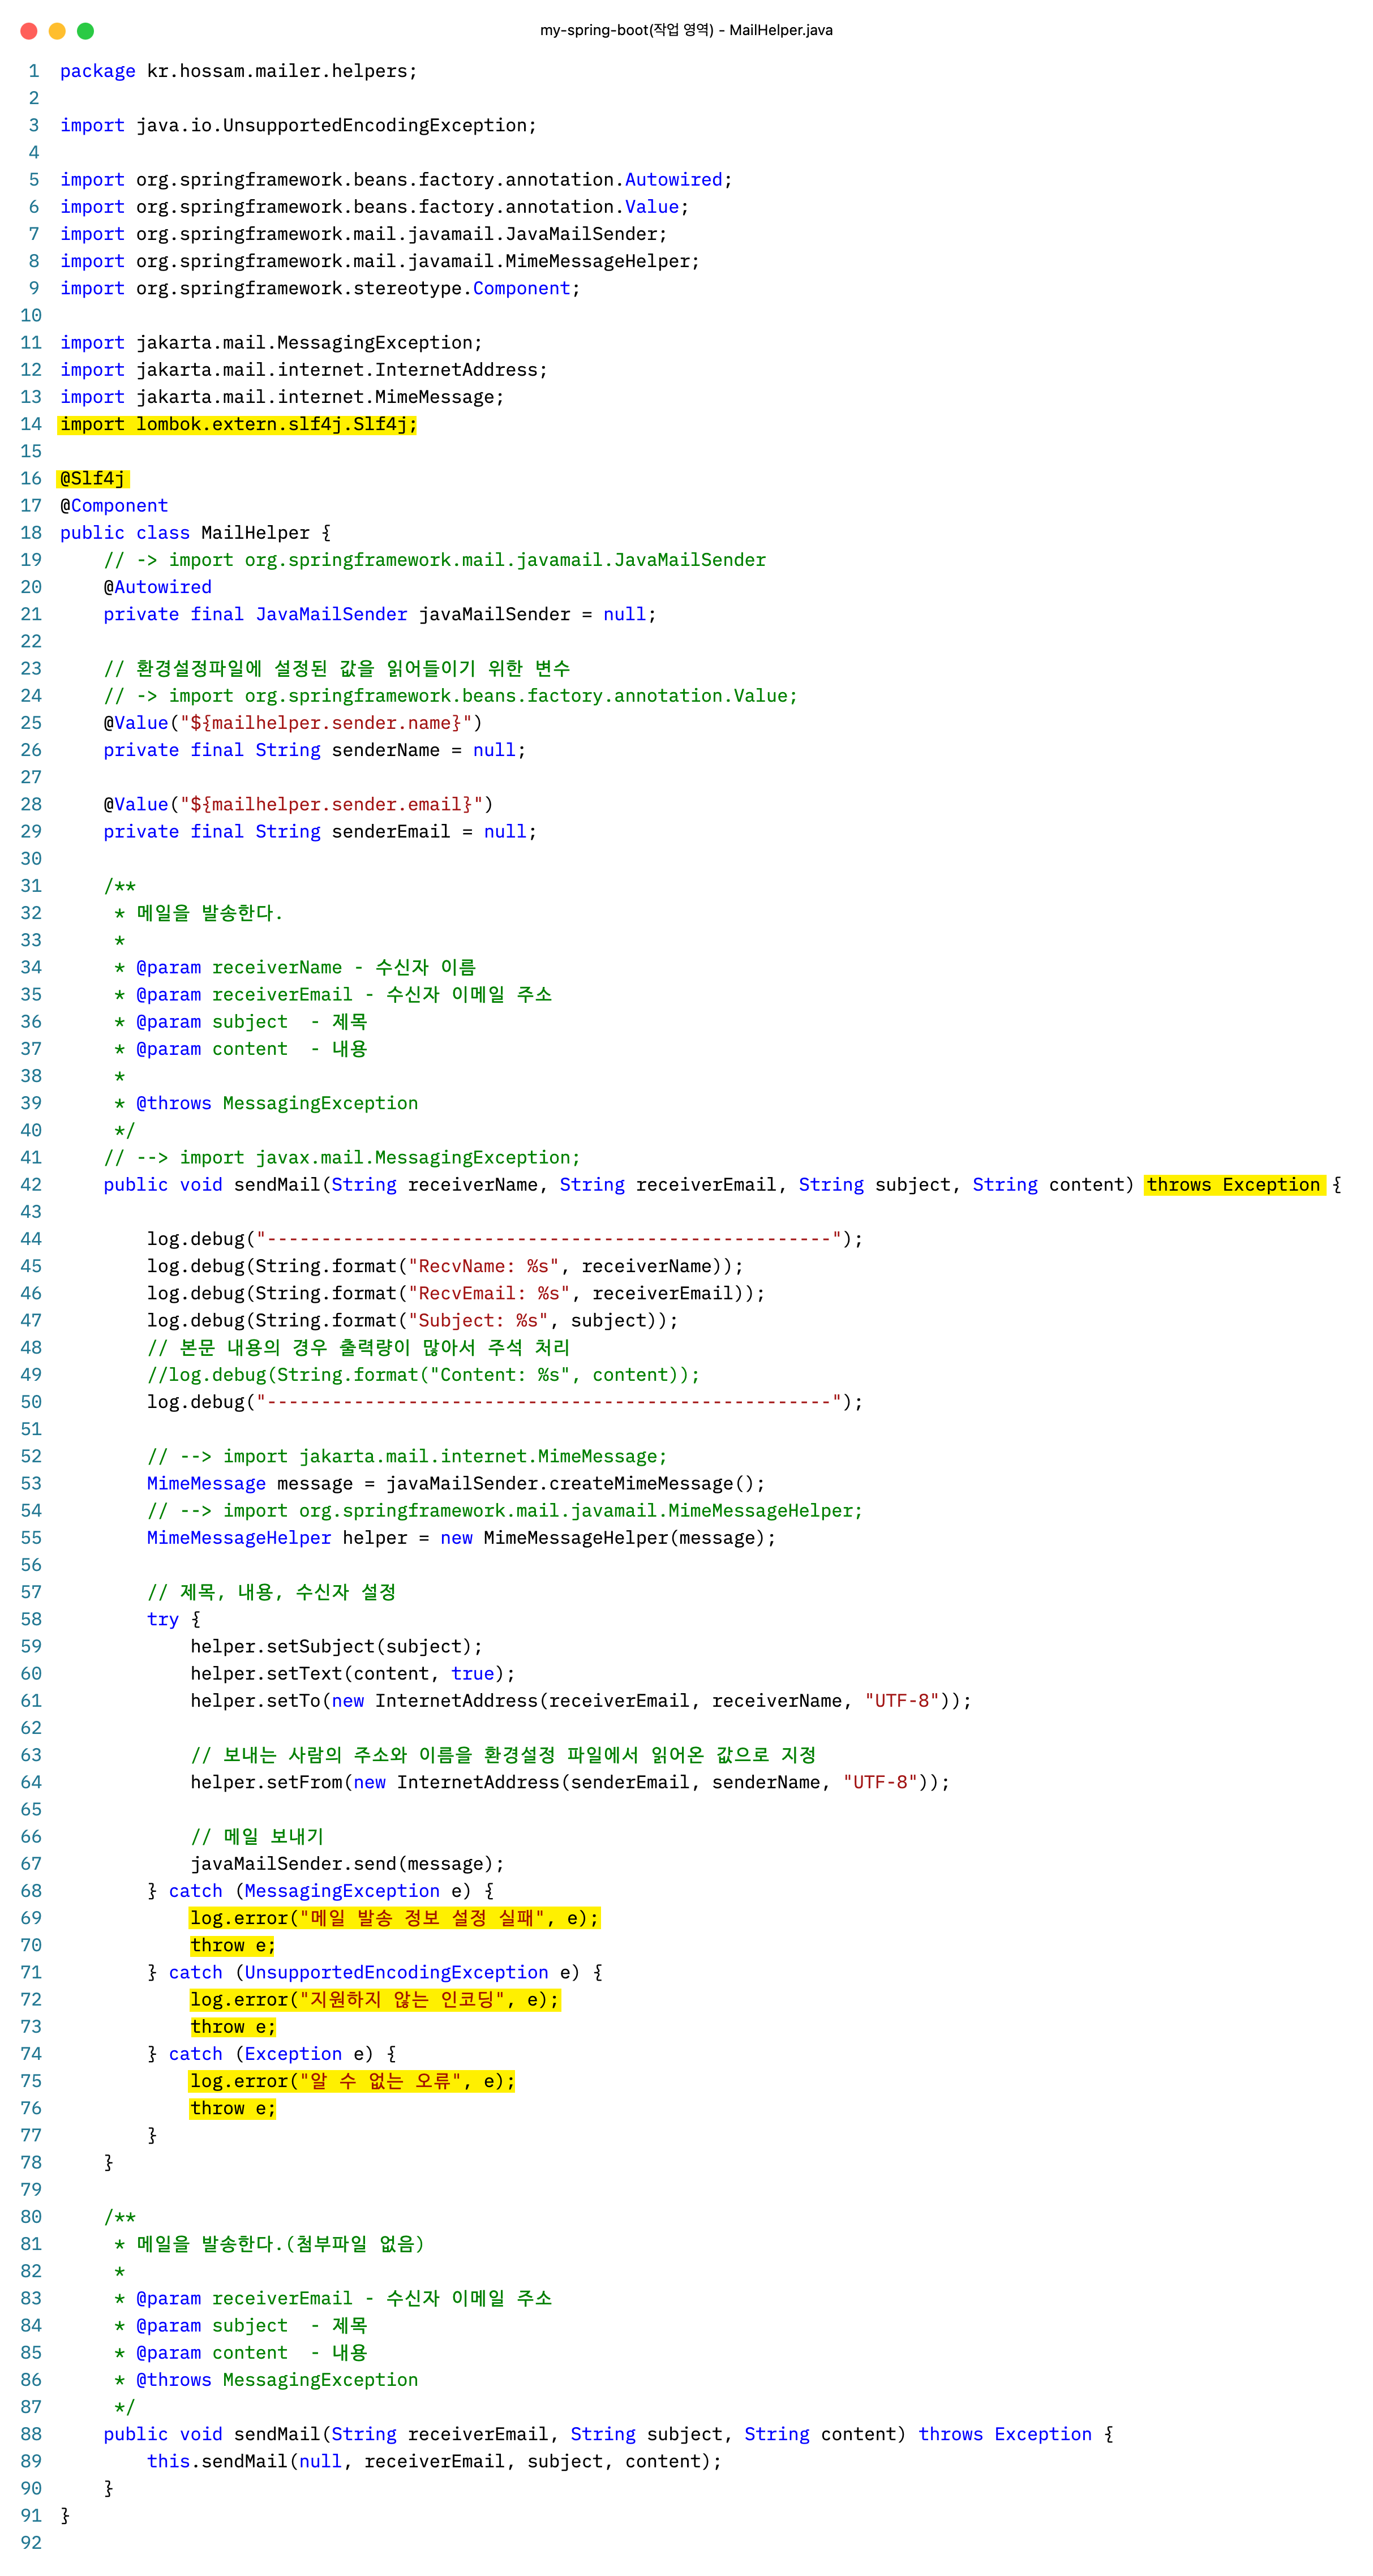 my-spring-boot(작업 영역) - MailHelper.java
1 package kr.hossam.mailer.helpers;
2
3 import java.io.UnsupportedEncodingException;
4
5 import org.springframework.beans.factory.annotation.Autowired;
6 import org.springframework.beans.factory.annotation.Value;
7 import org.springframework.mail.javamail.JavaMailSender;
8 import org.springframework.mail.javamail.MimeMessageHelper;
9 import org.springframework.stereotype.Component;
10
11 import jakarta.mail.MessagingException;
12 import jakarta.mail.internet.InternetAddress;
13 import jakarta.mail.internet.MimeMessage;
14 import lombok.extern.slf4j.Slf4j;
15
16 @Slf4j
17 @Component
18 public class MailHelper {
19     // -> import org.springframework.mail.javamail.JavaMailSender
20     @Autowired
21     private final JavaMailSender javaMailSender = null;
22
23     // 환경설정파일에 설정된 값을 읽어들이기 위한 변수
24     // -> import org.springframework.beans.factory.annotation.Value;
25     @Value("${mailhelper.sender.name}")
26     private final String senderName = null;
27
28     @Value("${mailhelper.sender.email}")
29     private final String senderEmail = null;
30
31     /**
32      * 메일을 발송한다.
33      *
34      * @param receiverName - 수신자 이름
35      * @param receiverEmail - 수신자 이메일 주소
36      * @param subject  - 제목
37      * @param content  - 내용
38      *
39      * @throws MessagingException
40      */
41     // --> import javax.mail.MessagingException;
42     public void sendMail(String receiverName, String receiverEmail, String subject, String content) throws Exception {
43
44         log.debug("----------------------------------------------------");
45         log.debug(String.format("RecvName: %s", receiverName));
46         log.debug(String.format("RecvEmail: %s", receiverEmail));
47         log.debug(String.format("Subject: %s", subject));
48         // 본문 내용의 경우 출력량이 많아서 주석 처리
49         //log.debug(String.format("Content: %s", content));
50         log.debug("----------------------------------------------------");
51
52         // --> import jakarta.mail.internet.MimeMessage;
53         MimeMessage message = javaMailSender.createMimeMessage();
54         // --> import org.springframework.mail.javamail.MimeMessageHelper;
55         MimeMessageHelper helper = new MimeMessageHelper(message);
56
57         // 제목, 내용, 수신자 설정
58         try {
59             helper.setSubject(subject);
60             helper.setText(content, true);
61             helper.setTo(new InternetAddress(receiverEmail, receiverName, "UTF-8"));
62
63             // 보내는 사람의 주소와 이름을 환경설정 파일에서 읽어온 값으로 지정
64             helper.setFrom(new InternetAddress(senderEmail, senderName, "UTF-8"));
65
66             // 메일 보내기
67             javaMailSender.send(message);
68         } catch (MessagingException e) {
69             log.error("메일 발송 정보 설정 실패", e);
70             throw e;
71         } catch (UnsupportedEncodingException e) {
72             log.error("지원하지 않는 인코딩", e);
73             throw e;
74         } catch (Exception e) {
75             log.error("알 수 없는 오류", e);
76             throw e;
77         }
78     }
79
80     /**
81      * 메일을 발송한다.(첨부파일 없음)
82      *
83      * @param receiverEmail - 수신자 이메일 주소
84      * @param subject  - 제목
85      * @param content  - 내용
86      * @throws MessagingException
87      */
88     public void sendMail(String receiverEmail, String subject, String content) throws Exception {
89         this.sendMail(null, receiverEmail, subject, content);
90     }
91 }
92